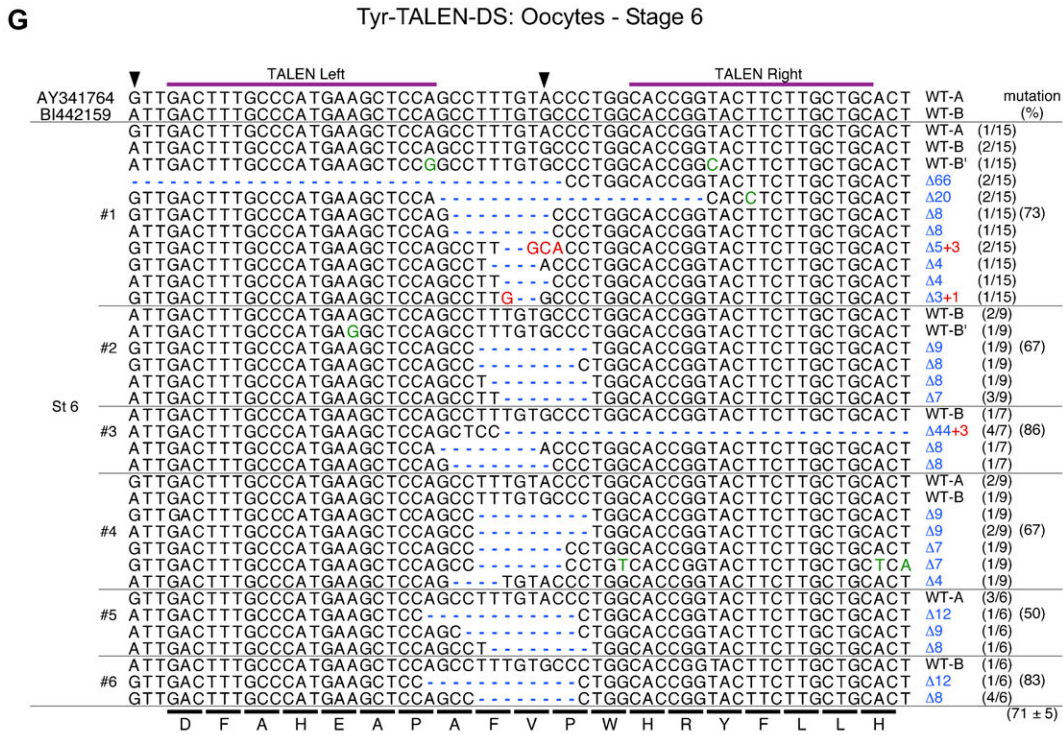 G
Tyr-TALEN-DS: Oocytes - Stage 6
TALEN Left TALEN Right
AY341764 GTTGACTTTGCCCATGAAGCTCCAGCCTTTGTACCCTGGCACCGGTACTTCTTGCTGCACT WT-A mutation
BI442159 ATTGACTTTGCCCATGAAGCTCCAGCCTTTGTGCCCTGGCACCGGTACTTCTTGCTGCACT WT-B (%)
GTTGACTTTGCCCATGAAGCTCCAGCCTTTGTACCCTGGCACCGGTACTTCTTGCTGCACT WT-A (1/15)
ATTGACTTTGCCCATGAAGCTCCAGCCTTTGTGCCCTGGCACCGGTACTTCTTGCTGCACT WT-B (2/15)
ATTGACTTTGCCCATGAAGCTCCGGCCTTTGTGCCCTGGCACCGGCACTTCTTGCTGCACT WT-B' (1/15)
----------------------------------CCTGGCACCGGTACTTCTTGCTGCACT Δ66 (2/15)
GTTGACTTTGCCCATGAAGCTCCA---------------------CACCTCTTGCTGCACT Δ20 (2/15)
#1 GTTGACTTTGCCCATGAAGCTCCAG--------CCCTGGCACCGGTACTTCTTGCTGCACT Δ8 (1/15) (73)
ATTGACTTTGCCCATGAAGCTCCAG--------CCCTGGCACCGGTACTTCTTGCTGCACT Δ8 (1/15)
GTTGACTTTGCCCATGAAGCTCCAGCCTT--GCACCTGGCACCGGTACTTCTTGCTGCACT Δ5+3 (2/15)
GTTGACTTTGCCCATGAAGCTCCAGCCT----ACCCTGGCACCGGTACTTCTTGCTGCACT Δ4 (1/15)
ATTGACTTTGCCCATGAAGCTCCAGCCTT----CCCTGGCACCGGTACTTCTTGCTGCACT Δ4 (1/15)
GTTGACTTTGCCCATGAAGCTCCAGCCTTG--GCCCTGGCACCGGTACTTCTTGCTGCACT Δ3+1 (1/15)
ATTGACTTTGCCCATGAAGCTCCAGCCTTTGTGCCCTGGCACCGGTACTTCTTGCTGCACT WT-B (2/9)
ATTGACTTTGCCCATGAGGCTCCAGCCTTTGTGCCCTGGCACCGGTACTTCTTGCTGCACT WT-B' (1/9)
#2 GTTGACTTTGCCCATGAAGCTCCAGCC---------TGGCACCGGTACTTCTTGCTGCACT Δ9 (1/9) (67)
GTTGACTTTGCCCATGAAGCTCCAGCC--------CTGGCACCGGTACTTCTTGCTGCACT Δ8 (1/9)
ATTGACTTTGCCCATGAAGCTCCAGCCT--------TGGCACCGGTACTTCTTGCTGCACT Δ8 (1/9)
ATTGACTTTGCCCATGAAGCTCCAGCCTT-------TGGCACCGGTACTTCTTGCTGCACT Δ7 (3/9)
St 6
ATTGACTTTGCCCATGAAGCTCCAGCCTTTGTGCCCTGGCACCGGTACTTCTTGCTGCACT WT-B (1/7)
#3 ATTGACTTTGCCCATGAAGCTCCAGCTCC-------------------------------- Δ44+3 (4/7) (86)
ATTGACTTTGCCCATGAAGCTCCA--------ACCCTGGCACCGGTACTTCTTGCTGCACT Δ8 (1/7)
ATTGACTTTGCCCATGAAGCTCCAG--------CCCTGGCACCGGTACTTCTTGCTGCACT Δ8 (1/7)
GTTGACTTTGCCCATGAAGCTCCAGCCTTTGTACCCTGGCACCGGTACTTCTTGCTGCACT WT-A (2/9)
ATTGACTTTGCCCATGAAGCTCCAGCCTTTGTGCCCTGGCACCGGTACTTCTTGCTGCACT WT-B (1/9)
GTTGACTTTGCCCATGAAGCTCCAGCC---------TGGCACCGGTACTTCTTGCTGCACT Δ9 (1/9)
#4 ATTGACTTTGCCCATGAAGCTCCAGCC---------TGGCACCGGTACTTCTTGCTGCACT Δ9 (2/9) (67)
GTTGACTTTGCCCATGAAGCTCCAGCC-------CCTGGCACCGGTACTTCTTGCTGCACT Δ7 (1/9)
GTTGACTTTGCCCATGAAGCTCCAGCC-------CCTGTCACCGGTACTTCTTGCTGCTCA Δ7 (1/9)
ATTGACTTTGCCCATGAAGCTCCAG----TGTACCCTGGCACCGGTACTTCTTGCTGCACT Δ4 (1/9)
GTTGACTTTGCCCATGAAGCTCCAGCCTTTGTACCCTGGCACCGGTACTTCTTGCTGCACT WT-A (3/6)
#5 ATTGACTTTGCCCATGAAGCTCC------------CTGGCACCGGTACTTCTTGCTGCACT Δ12 (1/6) (50)
ATTGACTTTGCCCATGAAGCTCCAGC---------CTGGCACCGGTACTTCTTGCTGCACT Δ9 (1/6)
ATTGACTTTGCCCATGAAGCTCCAGCCT--------TGGCACCGGTACTTCTTGCTGCACT Δ8 (1/6)
ATTGACTTTGCCCATGAAGCTCCAGCCTTTGTGCCCTGGCACCGGTACTTCTTGCTGCACT WT-B (1/6)
#6 ATTGACTTTGCCCATGAAGCTCC------------CTGGCACCGGTACTTCTTGCTGCACT Δ12 (1/6) (83)
GTTGACTTTGCCCATGAAGCTCCAGCC--------CTGGCACCGGTACTTCTTGCTGCACT Δ8 (4/6)
D F A H E A P A F V P W H R Y F L L H (71 ± 5)